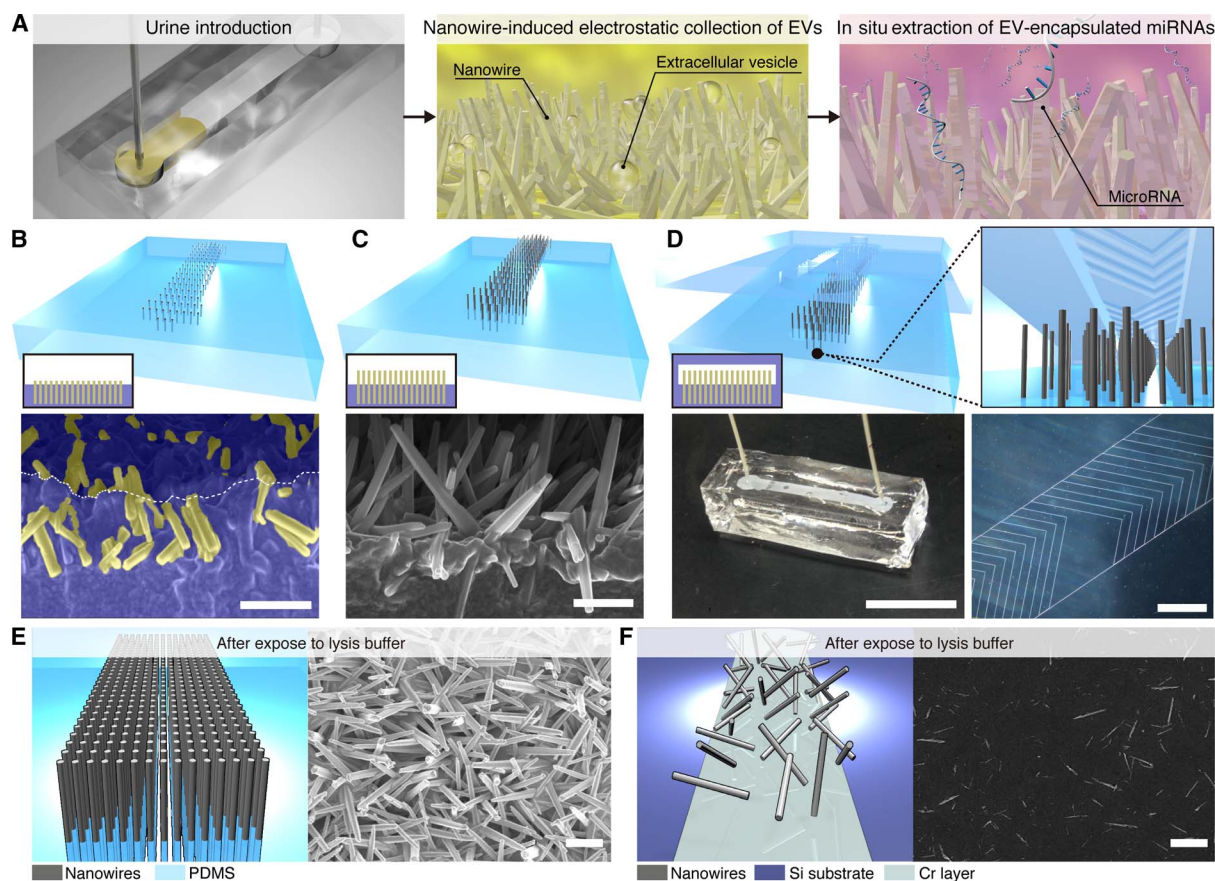 A
Urine introduction
Nanowire-induced electrostatic collection of EVs
In situ extraction of EV-encapsulated miRNAs
Nanowire
Extracellular vesicle
MicroRNA
B
C
D
E
After expose to lysis buffer
F
After expose to lysis buffer
Nanowires
PDMS
Nanowires
Si substrate
Cr layer